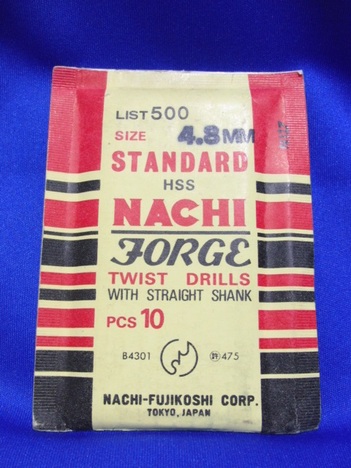 LIST 500
SIZE 4.8MM
STANDARD
HSS
NACHI
FORGE
TWIST DRILLS
WITH STRAIGHT SHANK
PCS 10
B4301 475
NACHI-FUJIKOSHI CORP.
TOKYO, JAPAN